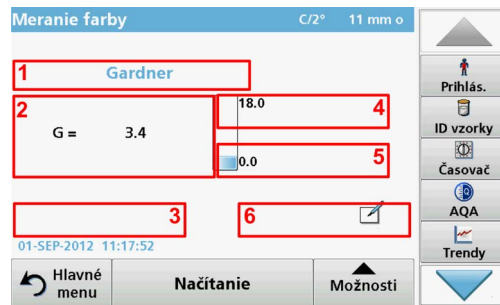 Meranie farby C/2° 11 mm o
1 Gardner
2
G = 3.4
18.0 4
0.0 5
3
6
01-SEP-2012 11:17:52
Hlavné menu
Načítanie
Možnosti
Prihlás.
ID vzorky
Časovač
AQA
Trendy